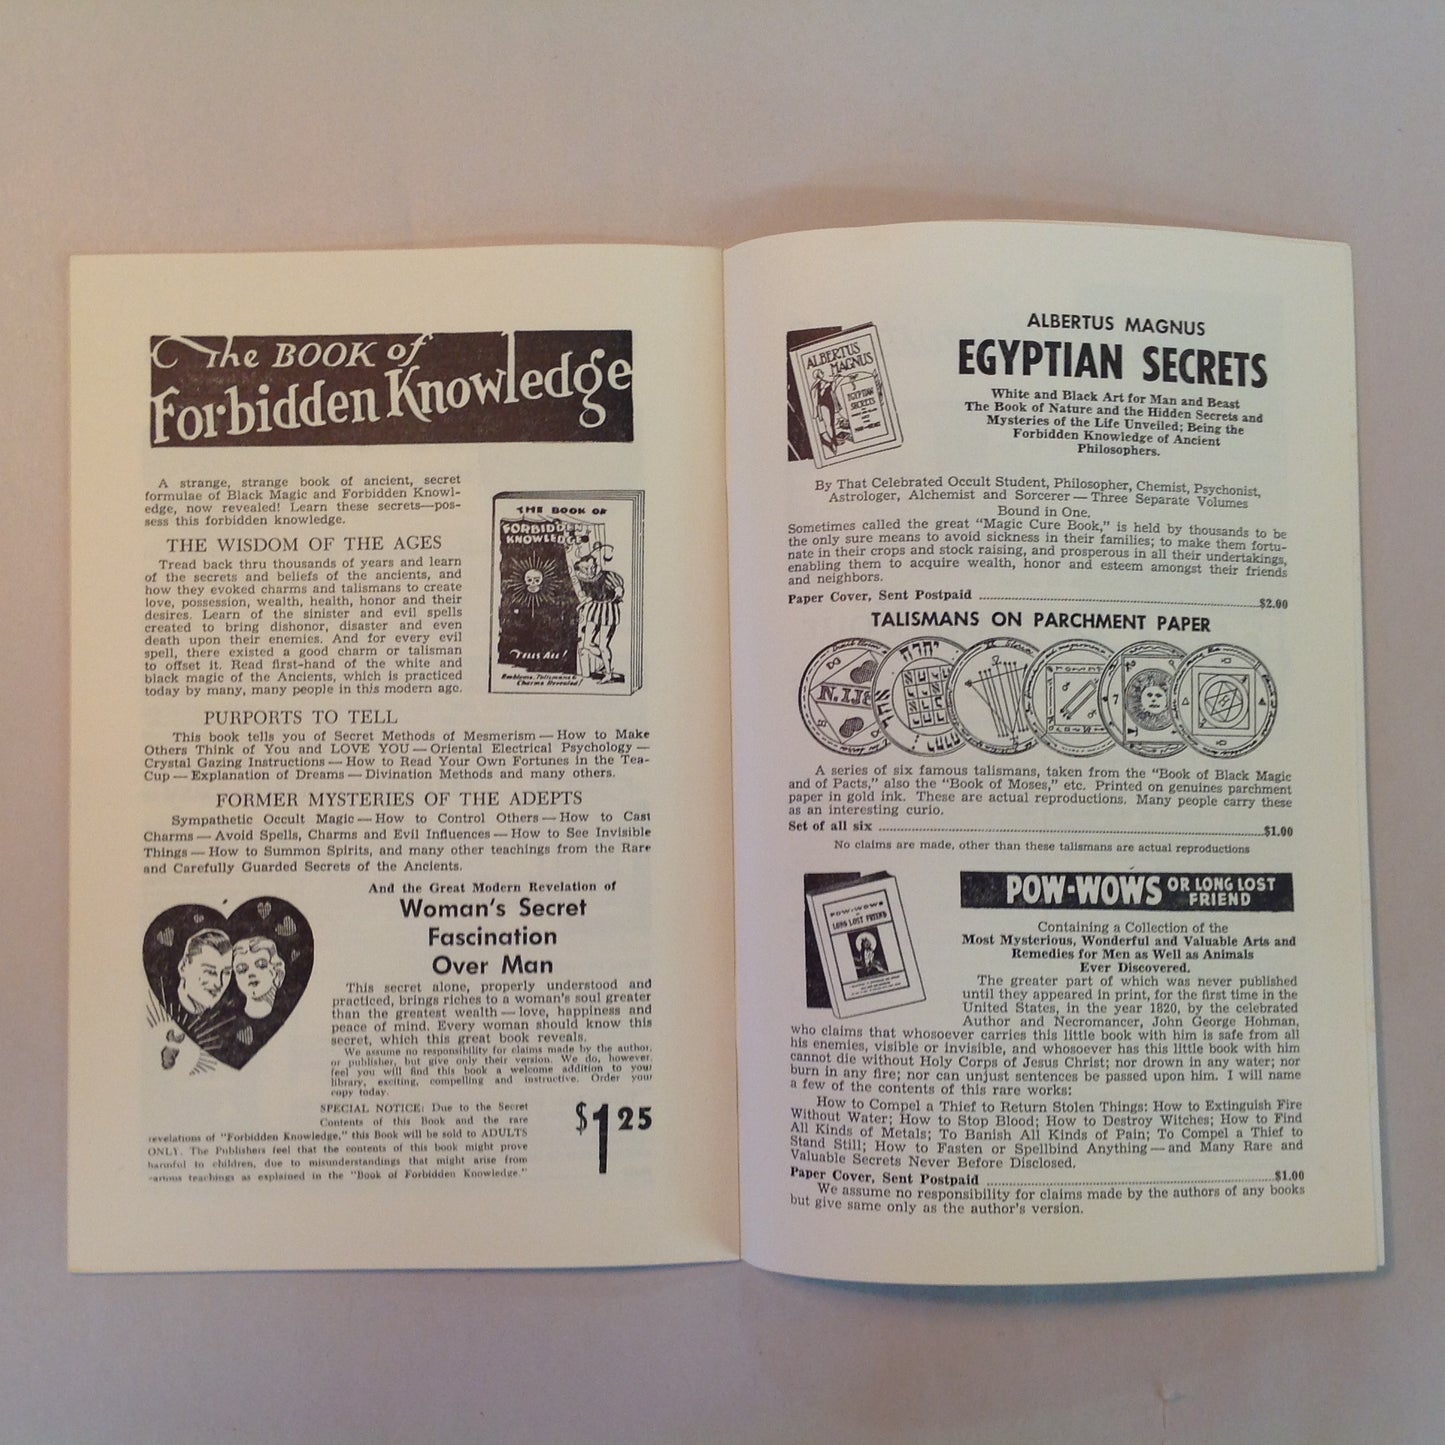 The BOOK of
Forbidden Knowledge
A strange, strange book of ancient, secret
formulae of Black Magic and Forbidden Knowl-
edge, now revealed! Learn these secrets—pos-
sess this forbidden knowledge.
THE WISDOM OF THE AGES
Tread back thru thousands of years and learn
of the secrets and beliefs of the ancients, and
how they evoked charms and talismans to create
love, possession, wealth, health, honor and their
desires. Learn of the sinister and evil spells
created to bring dishonor, disaster and even
death upon their enemies. And for every evil
spell, there existed a good charm or talisman
to offset it. Read first-hand of the white and
black magic of the Ancients, which is practiced
today by many, many people in this modern age.
THE BOOK OF
FORBIDDEN
KNOWLEDGE
TELLS ALL!
Emblems, Talismans &
Charms Revealed!
PURPORTS TO TELL
This book tells you of Secret Methods of Mesmerism — How to Make
Others Think of You and LOVE YOU — Oriental Electrical Psychology —
Crystal Gazing Instructions — How to Read Your Own Fortunes in the Tea-
Cup — Explanation of Dreams — Divination Methods and many others.
FORMER MYSTERIES OF THE ADEPTS
Sympathetic Occult Magic — How to Control Others — How to Cast
Charms — Avoid Spells, Charms and Evil Influences — How to See Invisible
Things — How to Summon Spirits, and many other teachings from the Rare
and Carefully Guarded Secrets of the Ancients.
And the Great Modern Revelation of
Woman's Secret
Fascination
Over Man
This secret alone, properly understood and
practiced, brings riches to a woman's soul greater
than the greatest wealth — love, happiness and
peace of mind. Every woman should know this
secret, which this great book reveals.
We assume no responsibility for claims made by the author,
or publisher, but give only their version. We do, however,
feel you will find this book a welcome addition to your
library, exciting, compelling and instructive. Order your
copy today.
SPECIAL NOTICE: Due to the Secret
Contents of this Book and the rare
revelations of "Forbidden Knowledge," this Book will be sold to ADULTS
ONLY. The Publishers feel that the contents of this book might prove
harmful to children, due to misunderstandings that might arise from
various teachings as explained in the "Book of Forbidden Knowledge."
$1.25
ALBERTUS MAGNUS
EGYPTIAN SECRETS
White and Black Art for Man and Beast
The Book of Nature and the Hidden Secrets and
Mysteries of the Life Unveiled; Being the
Forbidden Knowledge of Ancient
Philosophers.
ALBERTUS
MAGNUS
EGYPTIAN
SECRETS
By That Celebrated Occult Student, Philosopher, Chemist, Psychonist,
Astrologer, Alchemist and Sorcerer — Three Separate Volumes
Bound in One.
Sometimes called the great "Magic Cure Book," is held by thousands to be
the only sure means to avoid sickness in their families; to make them fortu-
nate in their crops and stock raising, and prosperous in all their undertakings,
enabling them to acquire wealth, honor and esteem amongst their friends
and neighbors.
Paper Cover, Sent Postpaid ........ $2.00
TALISMANS ON PARCHMENT PAPER
A series of six famous talismans, taken from the "Book of Black Magic
and of Pacts," also the "Book of Moses," etc. Printed on genuines parchment
paper in gold ink. These are actual reproductions. Many people carry these
as an interesting curio.
Set of all six ........ $1.00
No claims are made, other than these talismans are actual reproductions
POW-WOWS OR LONG LOST
FRIEND
POW-WOWS
LONG LOST FRIEND
Containing a Collection of the
Most Mysterious, Wonderful and Valuable Arts and
Remedies for Men as Well as Animals
Ever Discovered.
The greater part of which was never published
until they appeared in print, for the first time in the
United States, in the year 1820, by the celebrated
Author and Necromancer, John George Hohman,
who claims that whosoever carries this little book with him is safe from all
his enemies, visible or invisible, and whosoever has this little book with him
cannot die without Holy Corps of Jesus Christ; nor drown in any water; nor
burn in any fire; nor can unjust sentences be passed upon him. I will name
a few of the contents of this rare works:
How to Compel a Thief to Return Stolen Things: How to Extinguish Fire
Without Water; How to Stop Blood; How to Destroy Witches; How to Find
All Kinds of Metals; To Banish All Kinds of Pain; To Compel a Thief to
Stand Still; How to Fasten or Spellbind Anything — and Many Rare and
Valuable Secrets Never Before Disclosed.
Paper Cover, Sent Postpaid ........ $1.00
We assume no responsibility for claims made by the authors of any books
but give same only as the author's version.